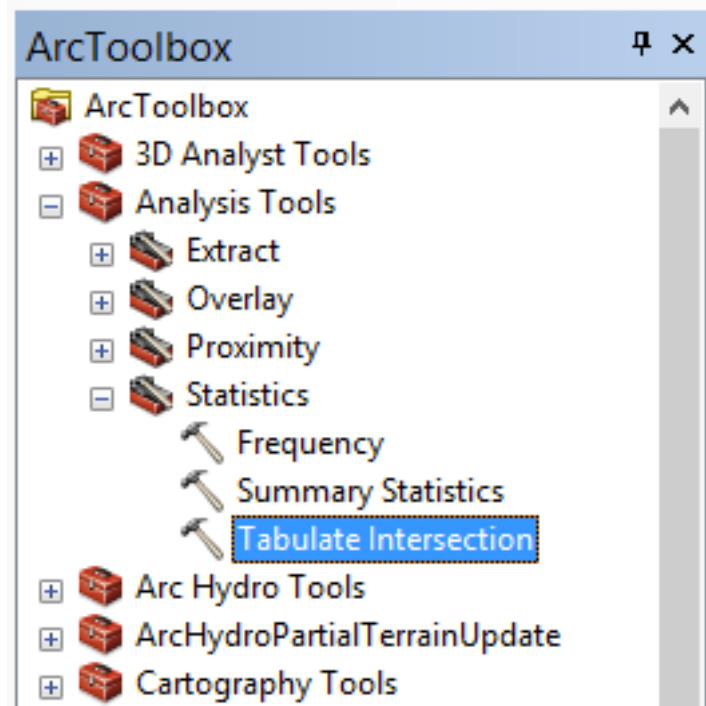 ArcToolbox
ArcToolbox
3D Analyst Tools
Analysis Tools
Extract
Overlay
Proximity
Statistics
Frequency
Summary Statistics
Tabulate Intersection
Arc Hydro Tools
ArcHydroPartialTerrainUpdate
Cartography Tools